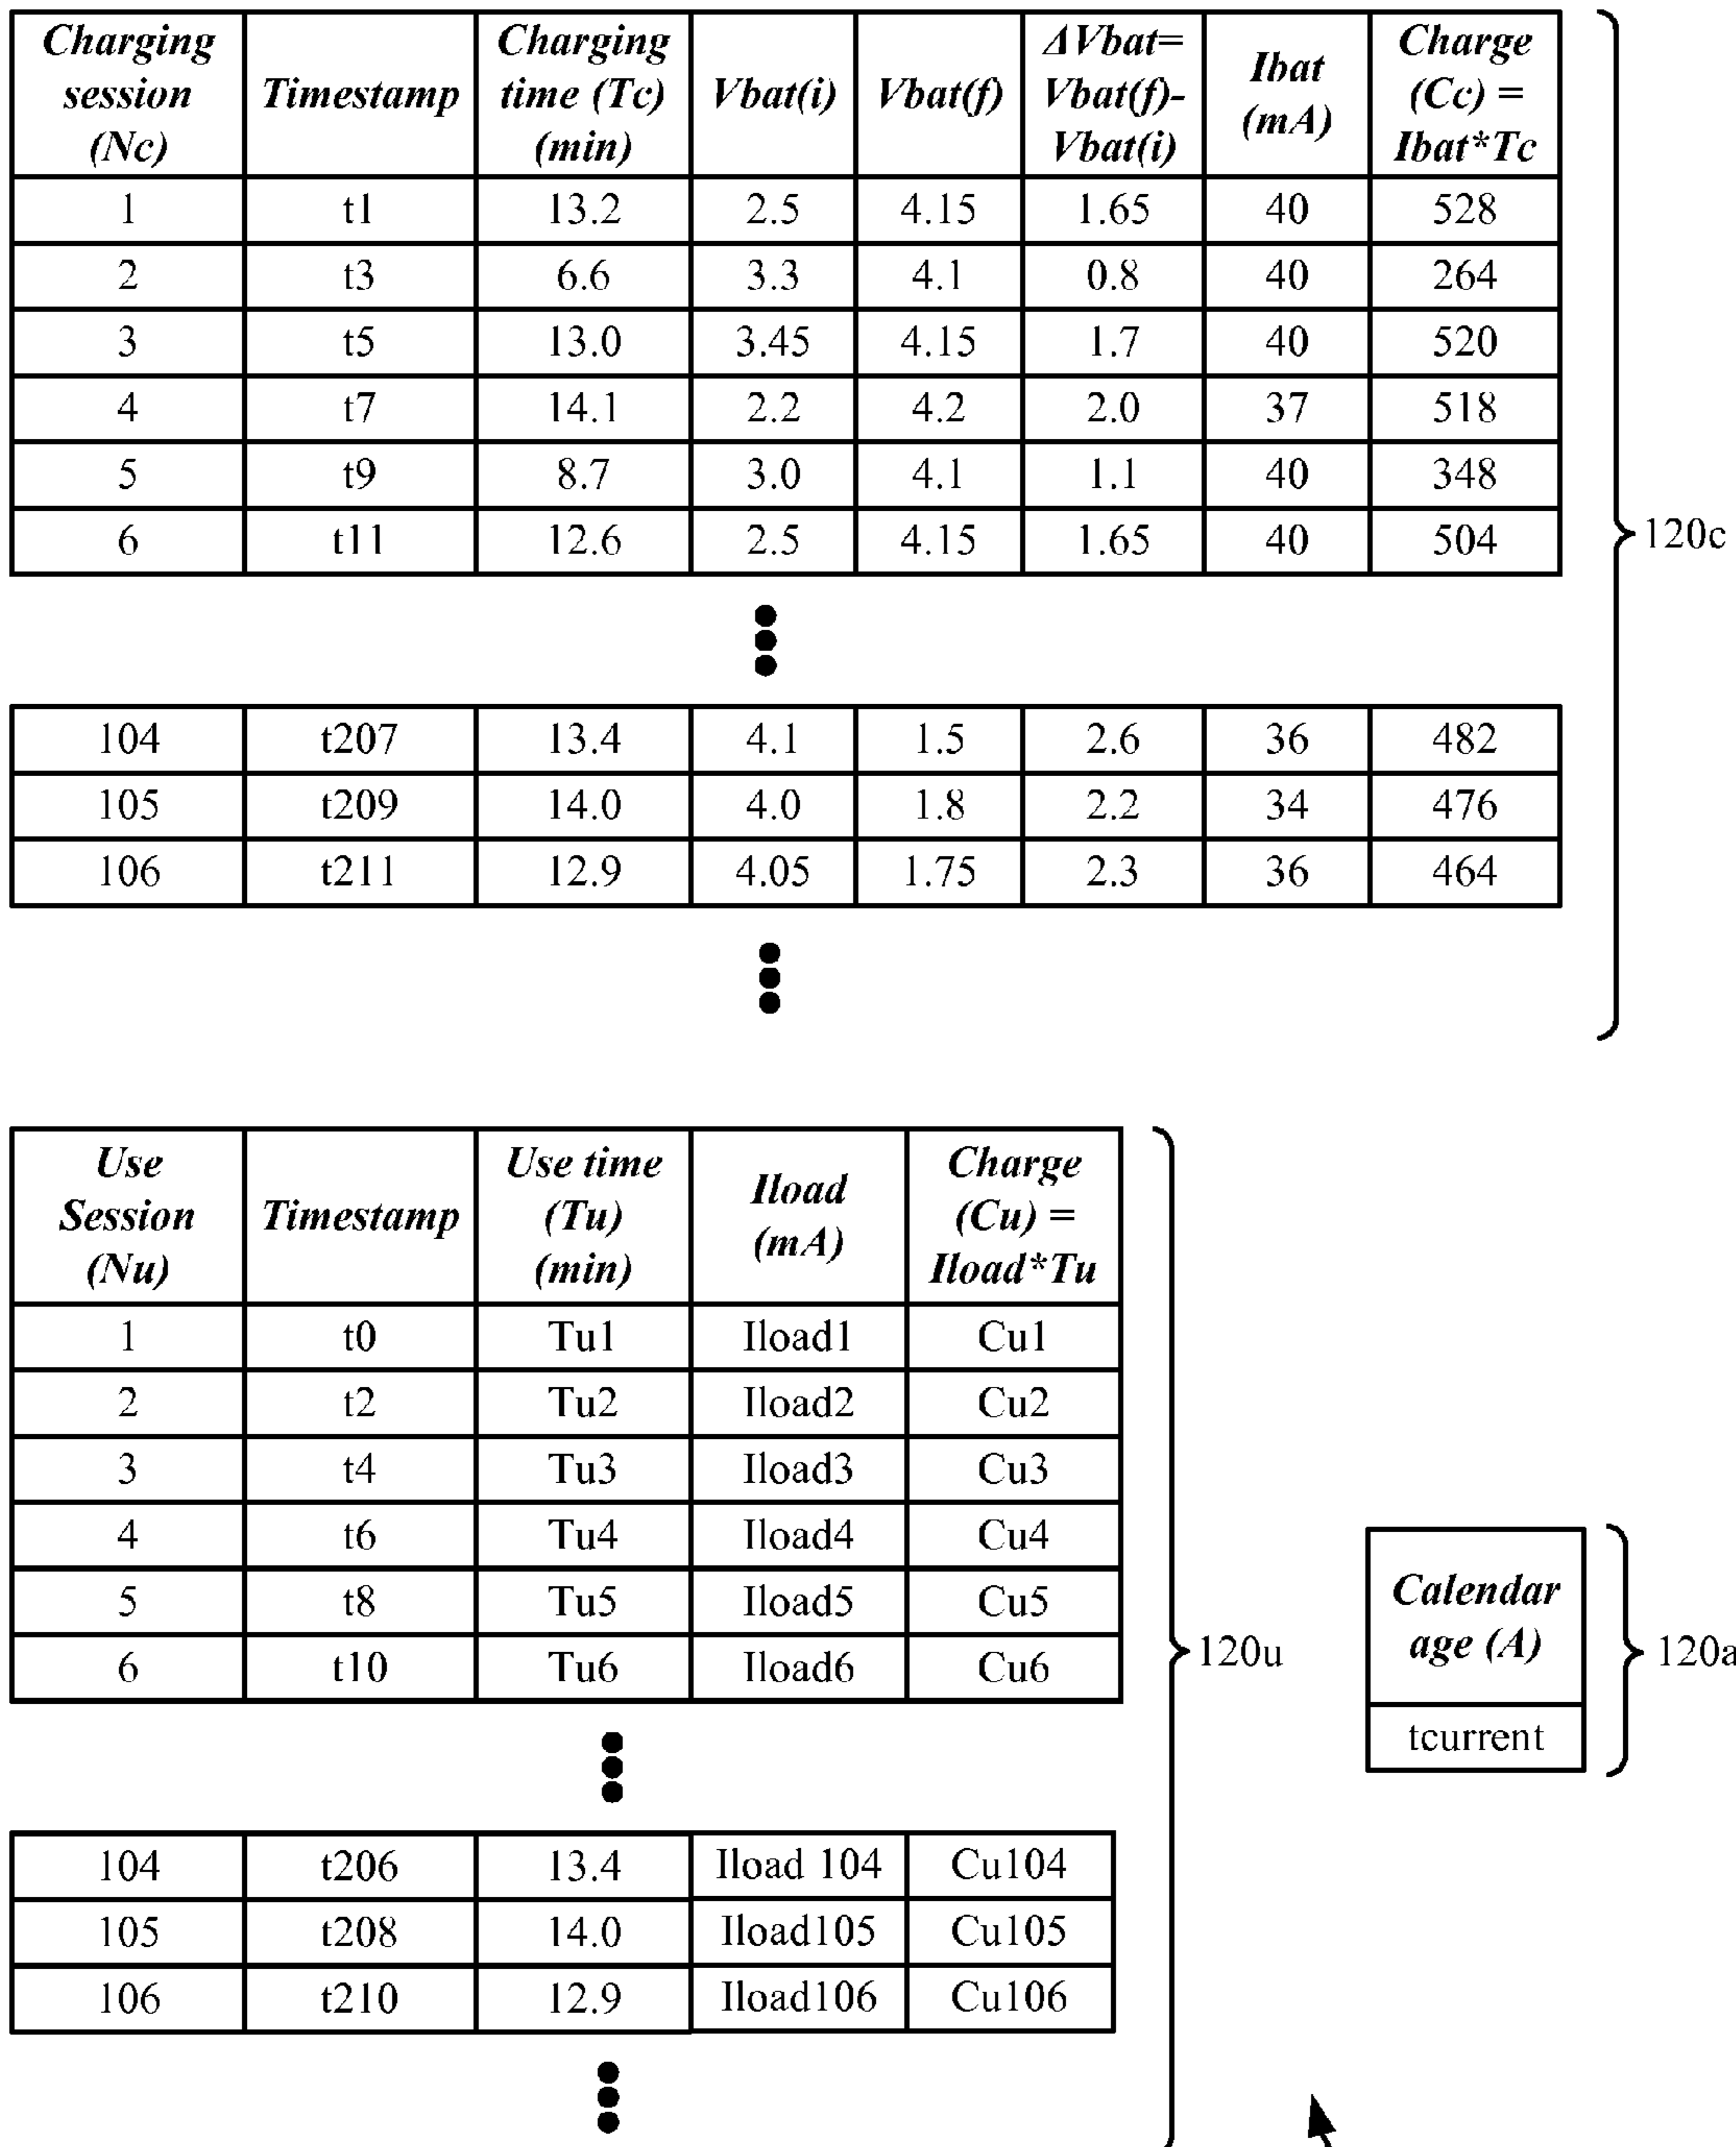 Charging session (Nc) Timestamp Charging time (Tc) (min) Vbat(i) Vbat(f) ΔVbat= Vbat(f)- Vbat(i) Ibat (mA) Charge (Cc) = Ibat*Tc
1 t1 13.2 2.5 4.15 1.65 40 528
2 t3 6.6 3.3 4.1 0.8 40 264
3 t5 13.0 3.45 4.15 1.7 40 520
4 t7 14.1 2.2 4.2 2.0 37 518
5 t9 8.7 3.0 4.1 1.1 40 348
6 t11 12.6 2.5 4.15 1.65 40 504
120c
104 t207 13.4 4.1 1.5 2.6 36 482
105 t209 14.0 4.0 1.8 2.2 34 476
106 t211 12.9 4.05 1.75 2.3 36 464
Use Session (Nu) Timestamp Use time (Tu) (min) Iload (mA) Charge (Cu) = Iload*Tu
1 t0 Tu1 Iload1 Cu1
2 t2 Tu2 Iload2 Cu2
3 t4 Tu3 Iload3 Cu3
4 t6 Tu4 Iload4 Cu4
5 t8 Tu5 Iload5 Cu5
6 t10 Tu6 Iload6 Cu6
120u
Calendar age (A)
tcurrent
120a
104 t206 13.4 Iload 104 Cu104
105 t208 14.0 Iload105 Cu105
106 t210 12.9 Iload106 Cu106